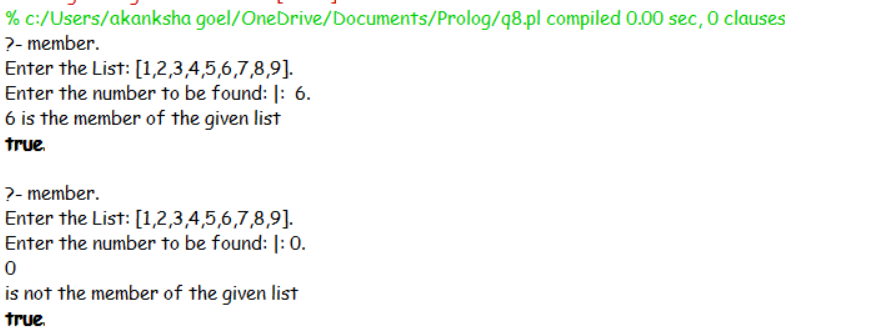 % c:/Users/akanksha goel/OneDrive/Documents/Prolog/q8.pl compiled 0.00 sec, 0 clauses
?- member.
Enter the List: [1,2,3,4,5,6,7,8,9].
Enter the number to be found: |:  6.
6 is the member of the given list
true.

?- member.
Enter the List: [1,2,3,4,5,6,7,8,9].
Enter the number to be found: |: 0.
0
is not the member of the given list
true.